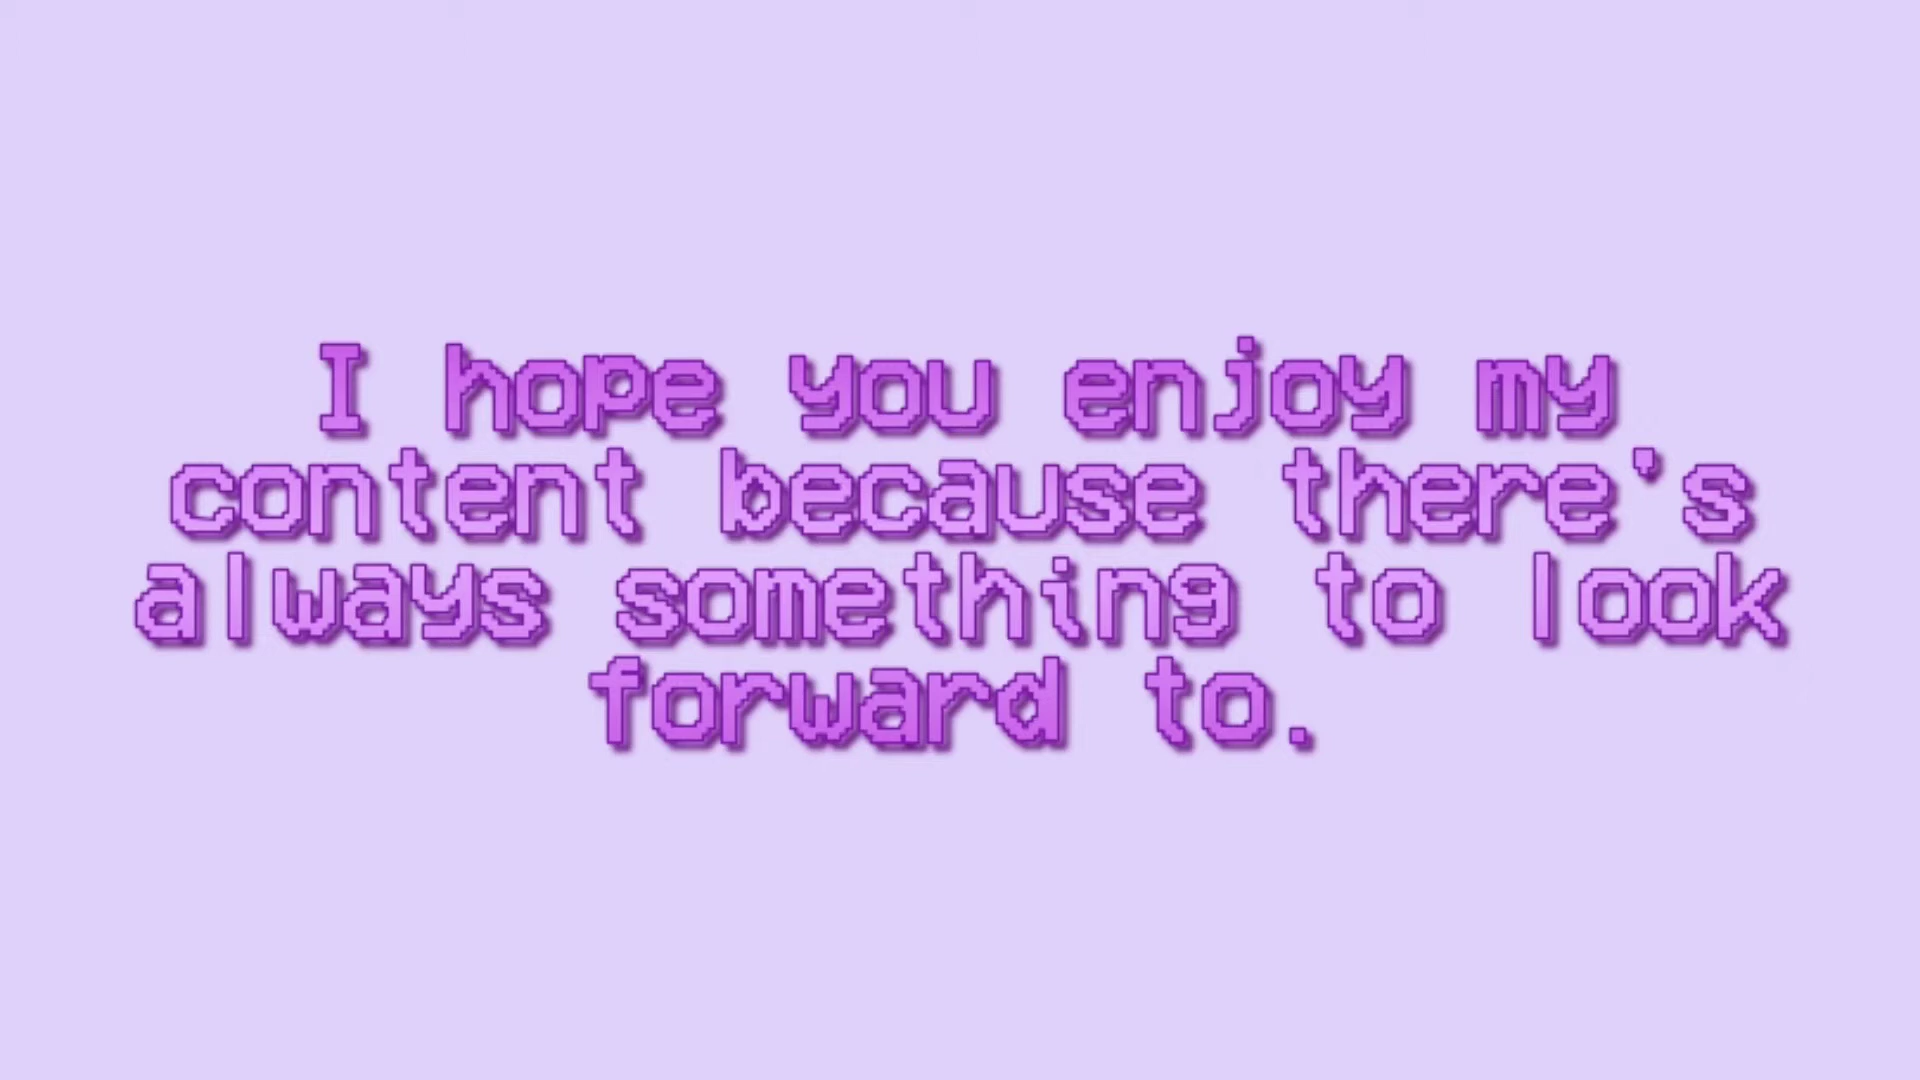 I hope you enjoy my
content because there's
always something to look
forward to.